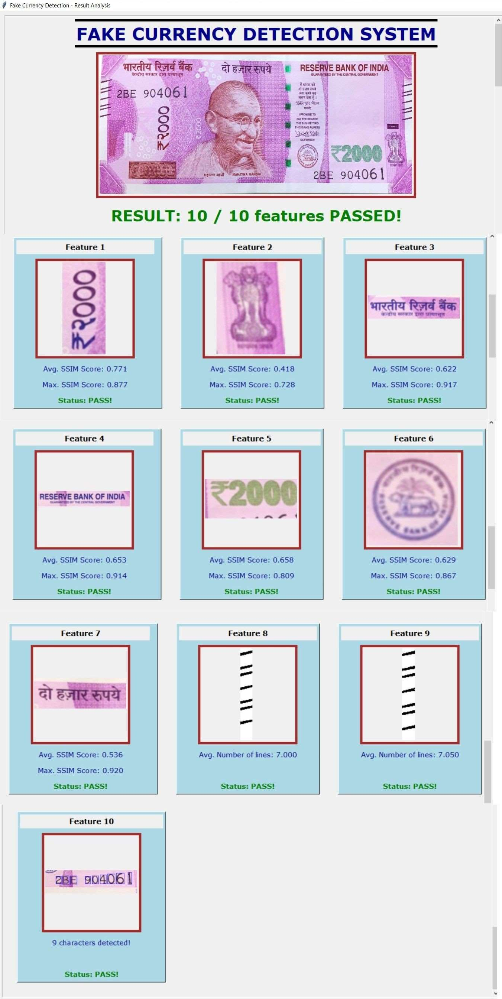 Fake Currency Detection - Result Analysis
FAKE CURRENCY DETECTION SYSTEM
भारतीय रिज़र्व बैंक
केन्द्रीय सरकार द्वारा प्रत्याभूत
दो हज़ार रुपये
RESERVE BANK OF INDIA
GUARANTEED BY THE CENTRAL GOVERNMENT
2BE 904061
₹२०००
₹2000
मैं धारक को
दो हज़ार रुपये
अदा करने का
वचन देता हूँ।
I PROMISE TO
PAY THE BEARER
THE SUM OF TWO
THOUSAND RUPEES
GOVERNOR
₹2000
2BE 904061
महात्मा गांधी MAHATMA GANDHI
RESULT: 10 / 10 features PASSED!
Feature 1
₹२०००
Avg. SSIM Score: 0.771
Max. SSIM Score: 0.877
Status: PASS!
Feature 2
Avg. SSIM Score: 0.418
Max. SSIM Score: 0.728
Status: PASS!
Feature 3
भारतीय रिज़र्व बैंक
केन्द्रीय सरकार द्वारा प्रत्याभूत
Avg. SSIM Score: 0.622
Max. SSIM Score: 0.917
Status: PASS!
Feature 4
RESERVE BANK OF INDIA
GUARANTEED BY THE CENTRAL GOVERNMENT
Avg. SSIM Score: 0.653
Max. SSIM Score: 0.914
Status: PASS!
Feature 5
₹2000
Avg. SSIM Score: 0.658
Max. SSIM Score: 0.809
Status: PASS!
Feature 6
भारतीय रिज़र्व बैंक
RESERVE BANK OF INDIA
Avg. SSIM Score: 0.629
Max. SSIM Score: 0.867
Status: PASS!
Feature 7
दो हज़ार रुपये
Avg. SSIM Score: 0.536
Max. SSIM Score: 0.920
Status: PASS!
Feature 8
Avg. Number of lines: 7.000
Status: PASS!
Feature 9
Avg. Number of lines: 7.050
Status: PASS!
Feature 10
2BE 904061
9 characters detected!
Status: PASS!